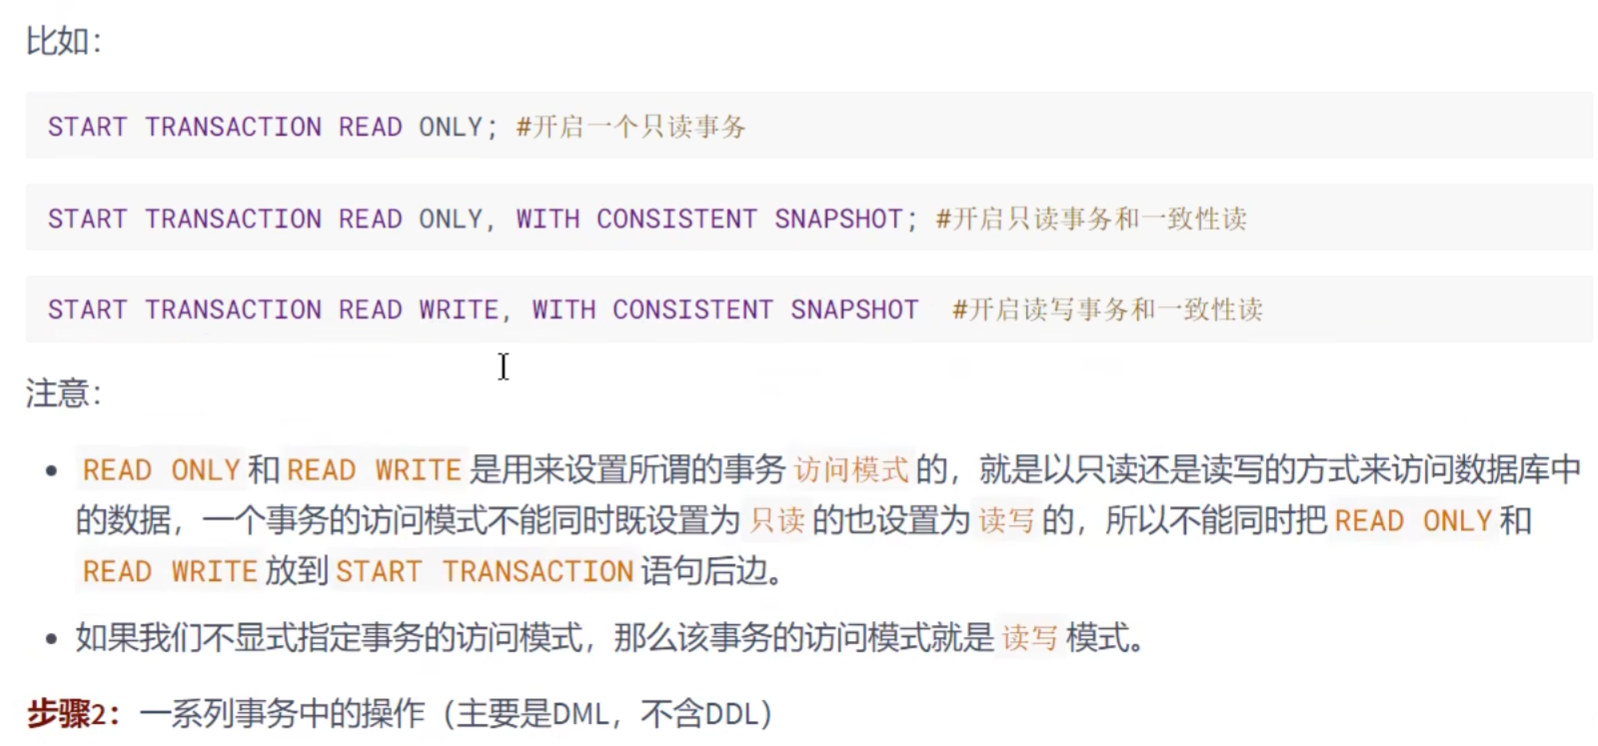 比如：
START TRANSACTION READ ONLY; #开启一个只读事务
START TRANSACTION READ ONLY, WITH CONSISTENT SNAPSHOT; #开启只读事务和一致性读
START TRANSACTION READ WRITE, WITH CONSISTENT SNAPSHOT  #开启读写事务和一致性读
注意：
• READ ONLY 和 READ WRITE 是用来设置所谓的事务 访问模式 的，就是以只读还是读写的方式来访问数据库中
的数据，一个事务的访问模式不能同时既设置为 只读 的也设置为 读写 的，所以不能同时把 READ ONLY 和
READ WRITE 放到 START TRANSACTION 语句后边。
• 如果我们不显式指定事务的访问模式，那么该事务的访问模式就是 读写 模式。
步骤2：一系列事务中的操作（主要是DML，不含DDL）